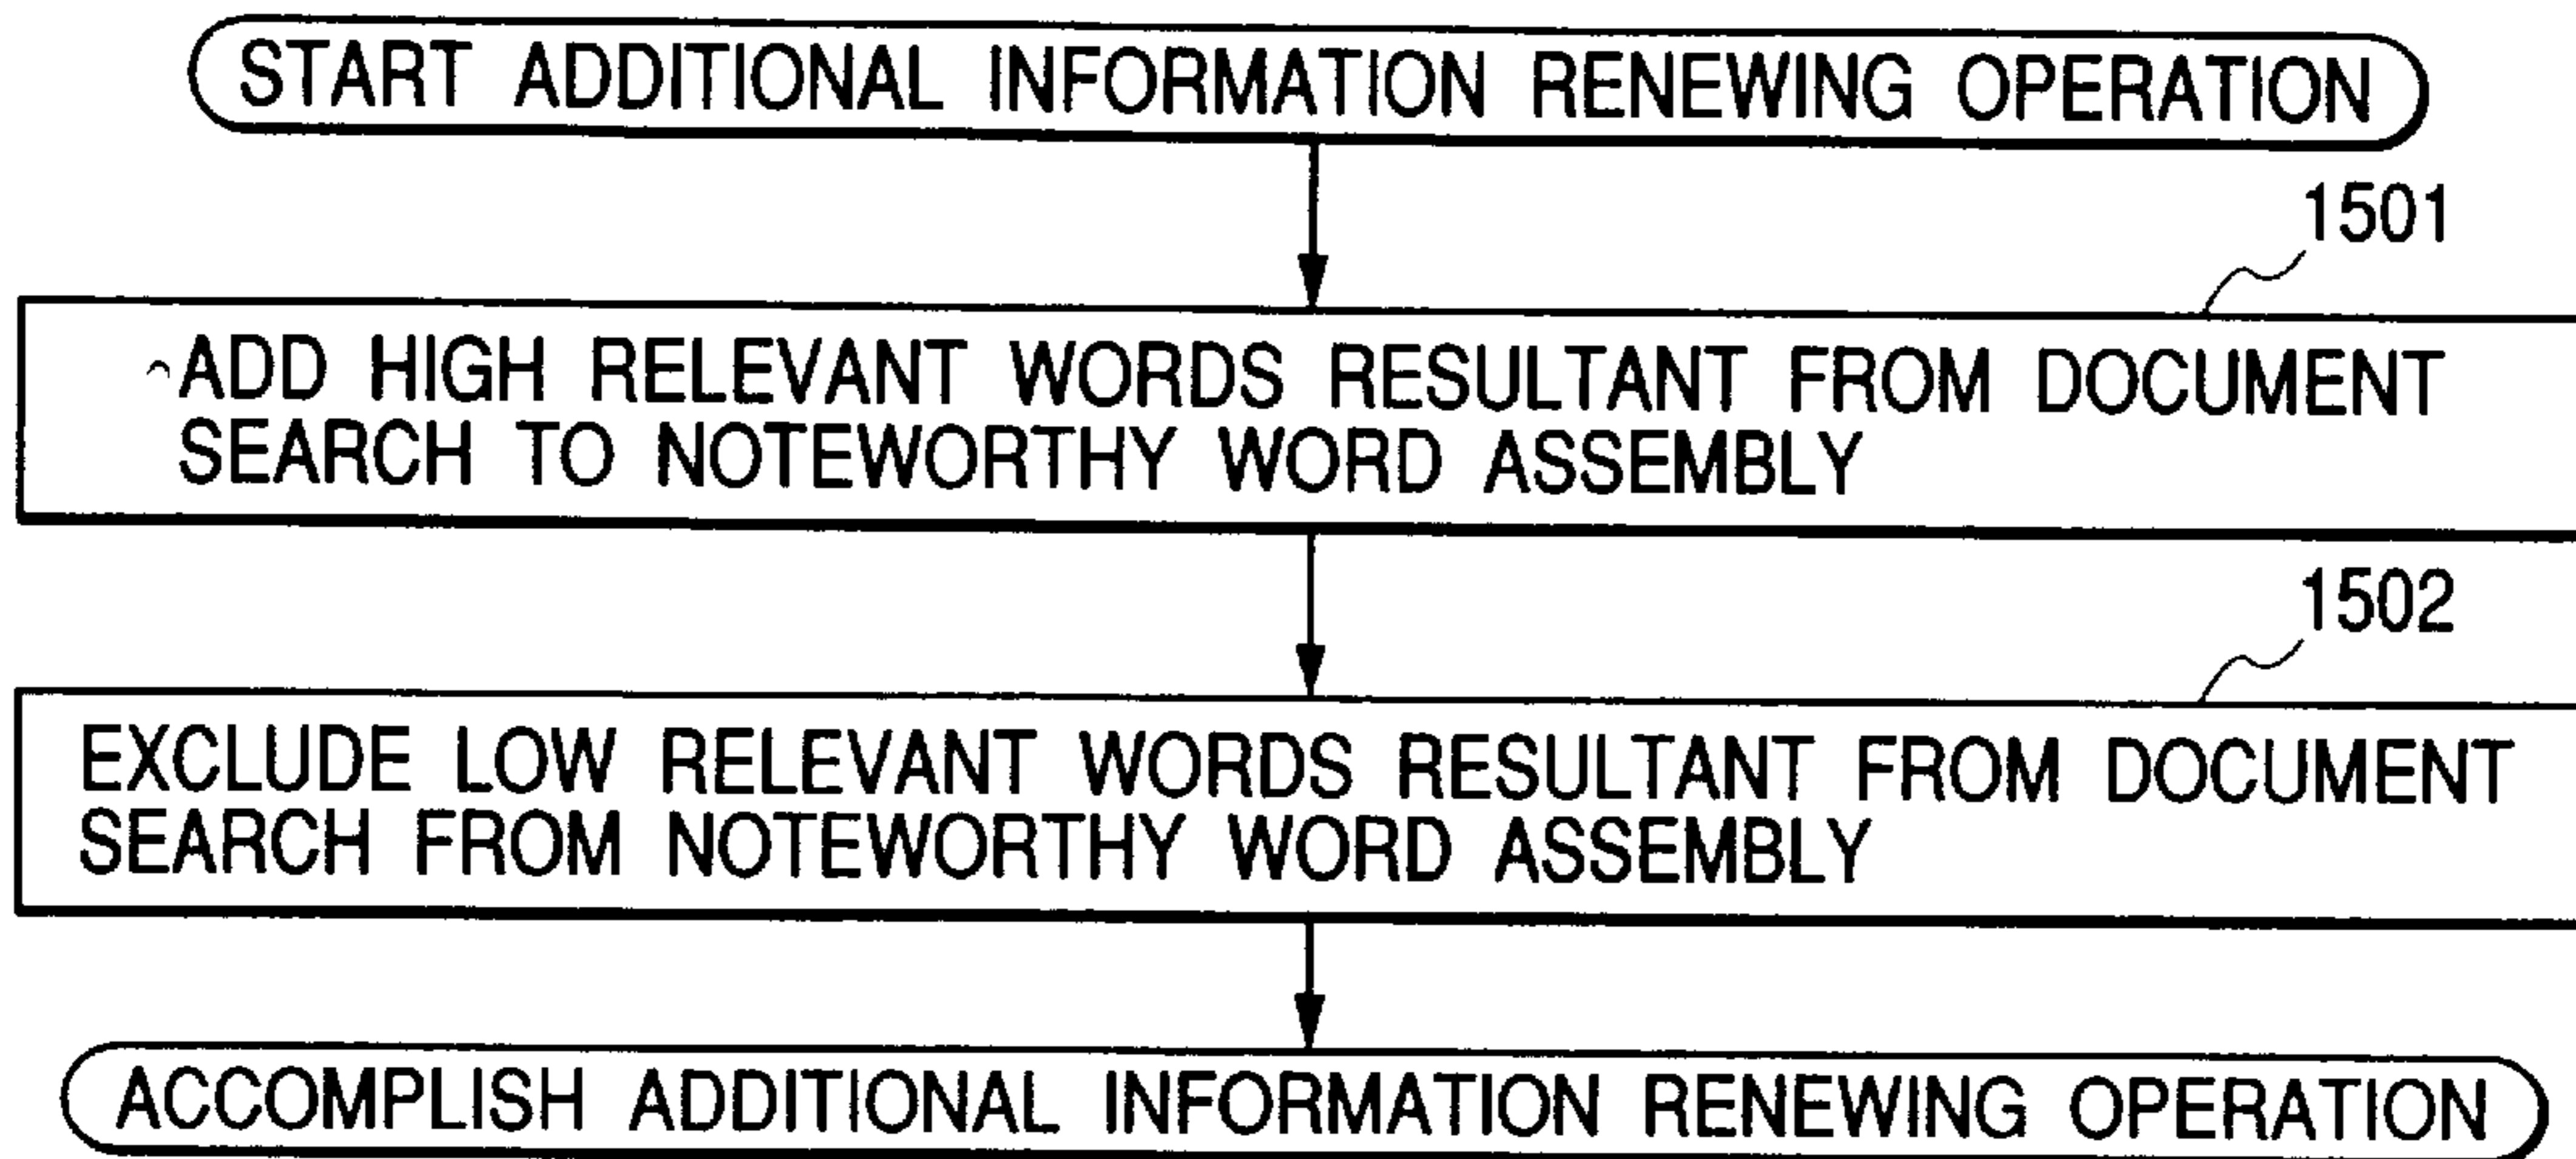 START ADDITIONAL INFORMATION RENEWING OPERATION
1501
ADD HIGH RELEVANT WORDS RESULTANT FROM DOCUMENT
SEARCH TO NOTEWORTHY WORD ASSEMBLY
1502
EXCLUDE LOW RELEVANT WORDS RESULTANT FROM DOCUMENT
SEARCH FROM NOTEWORTHY WORD ASSEMBLY
ACCOMPLISH ADDITIONAL INFORMATION RENEWING OPERATION